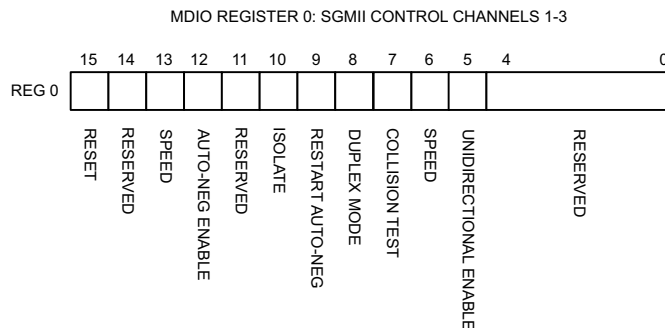 MDIO REGISTER 0: SGMII CONTROL CHANNELS 1-3
15 14 13 12 11 10 9 8 7 6 5 4 0
REG 0
RESET
RESERVED
SPEED
AUTO-NEG ENABLE
RESERVED
ISOLATE
RESTART AUTO-NEG
DUPLEX MODE
COLLISION TEST
SPEED
UNIDIRECTIONAL ENABLE
RESERVED